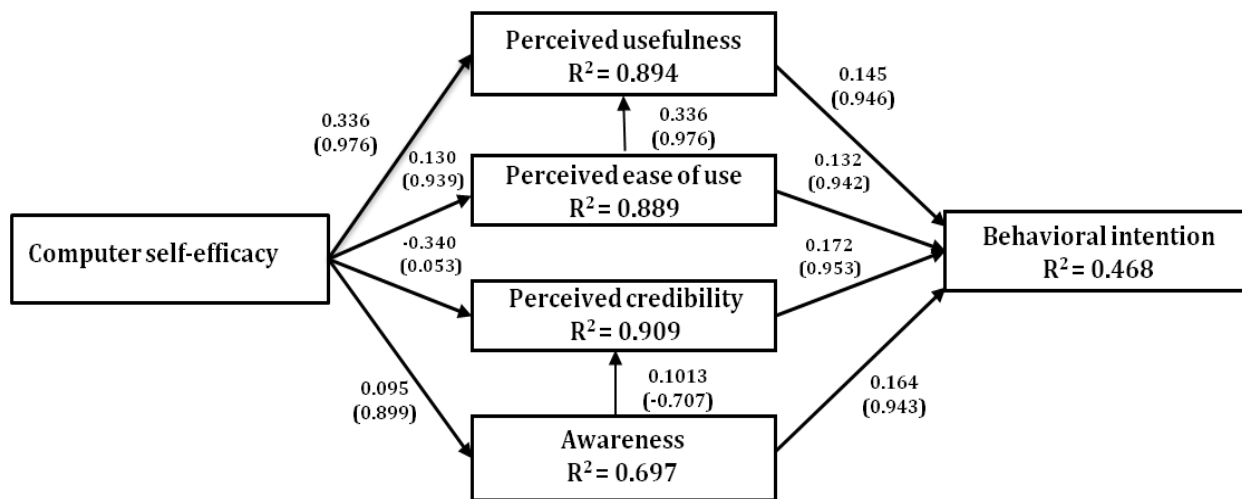 Perceived usefulness
R² = 0.894
0.145
(0.946)
0.336
(0.976)
0.336
(0.976)
0.130
(0.939)
Perceived ease of use
R² = 0.889
0.132
(0.942)
Computer self-efficacy
-0.340
(0.053)
0.172
(0.953)
Behavioral intention
R² = 0.468
Perceived credibility
R² = 0.909
0.095
(0.899)
0.1013
(-0.707)
0.164
(0.943)
Awareness
R² = 0.697